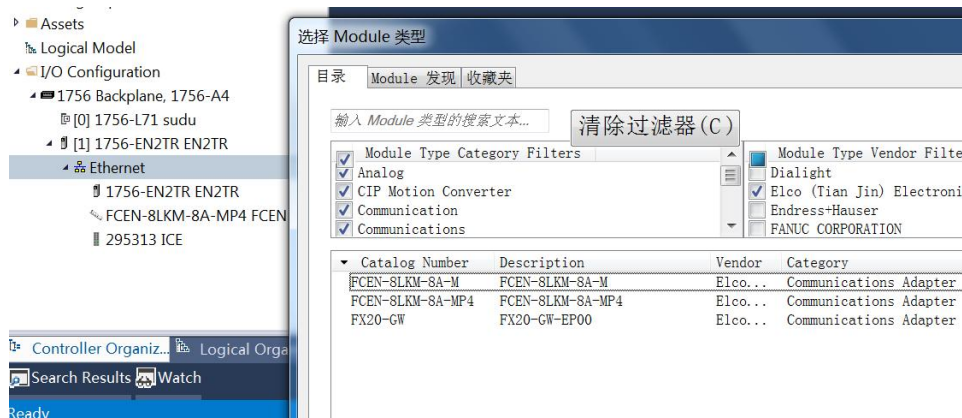 Assets
Logical Model
I/O Configuration
1756 Backplane, 1756-A4
[0] 1756-L71 sudu
[1] 1756-EN2TR EN2TR
Ethernet
1756-EN2TR EN2TR
FCEN-8LKM-8A-MP4 FCEN
295313 ICE
Controller Organiz... Logical Orga
Search Results Watch
Ready
选择 Module 类型
目录 Module 发现 收藏夹
输入 Module 类型的搜索文本... 清除过滤器(C)
Module Type Category Filters
Analog
CIP Motion Converter
Communication
Communications
Module Type Vendor Filte
Dialight
Elco (Tian Jin) Electroni
Endress+Hauser
FANUC CORPORATION
Catalog Number Description Vendor Category
FCEN-8LKM-8A-M FCEN-8LKM-8A-M Elco... Communications Adapter
FCEN-8LKM-8A-MP4 FCEN-8LKM-8A-MP4 Elco... Communications Adapter
FX20-GW FX20-GW-EP00 Elco... Communications Adapter